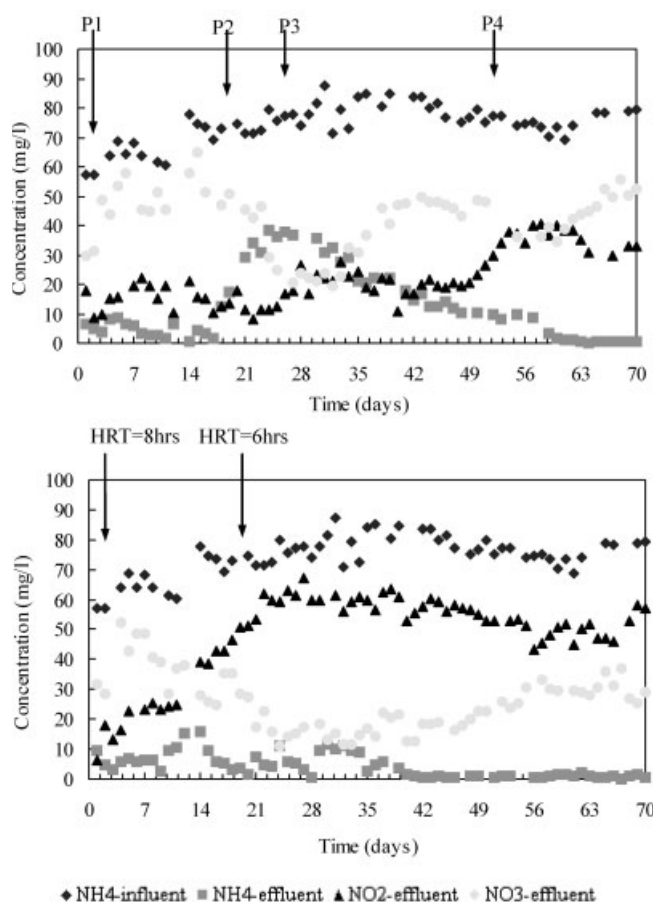 P1 P2 P3 P4
100
90
80
70
60
50
40
30
20
10
0
Concentration (mg/l)
0 7 14 21 28 35 42 49 56 63 70
Time (days)
HRT=8hrs HRT=6hrs
100
90
80
70
60
50
40
30
20
10
0
Concentration (mg/l)
0 7 14 21 28 35 42 49 56 63 70
Time (days)
NH4-influent NH4-effluent NO2-effluent NO3-effluent